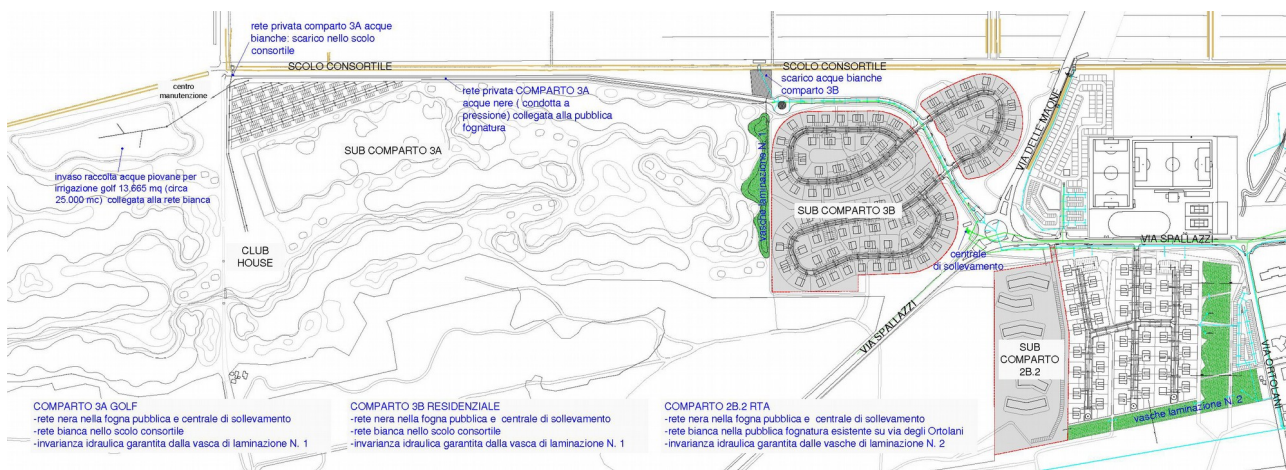 rete privata comparto 3A acque
bianche: scarico nello scolo
consortile
SCOLO CONSORTILE
SCOLO CONSORTILE
scarico acque bianche
comparto 3B
centro
manutenzione
rete privata COMPARTO 3A
acque nere ( condotta a
pressione) collegata alla pubblica
fognatura
VIA DELLE MAONE
SUB COMPARTO 3A
vasche laminazione N. 1
invaso raccolta acque piovane per
irrigazione golf 13,665 mq (circa
25.000 mc) collegata alla rete bianca
SUB COMPARTO 3B
VIA SPALLAZZI
CLUB
HOUSE
centrale
di sollevamento
VIA SPALLAZZI
SUB
COMPARTO
2B.2
VIA ORTOLANI
vasche laminazione N. 2
COMPARTO 3A GOLF
-rete nera nella fogna pubblica e centrale di sollevamento
-rete bianca nello scolo consortile
-invarianza idraulica garantita dalla vasca di laminazione N. 1
COMPARTO 3B RESIDENZIALE
-rete nera nella fogna pubblica e centrale di sollevamento
-rete bianca nello scolo consortile
-invarianza idraulica garantita dalla vasca di laminazione N. 1
COMPARTO 2B.2 RTA
-rete nera nella fogna pubblica e centrale di sollevamento
-rete bianca nella pubblica fognatura esistente su via degli Ortolani
-invarianza idraulica garantita dalle vasche di laminazione N. 2